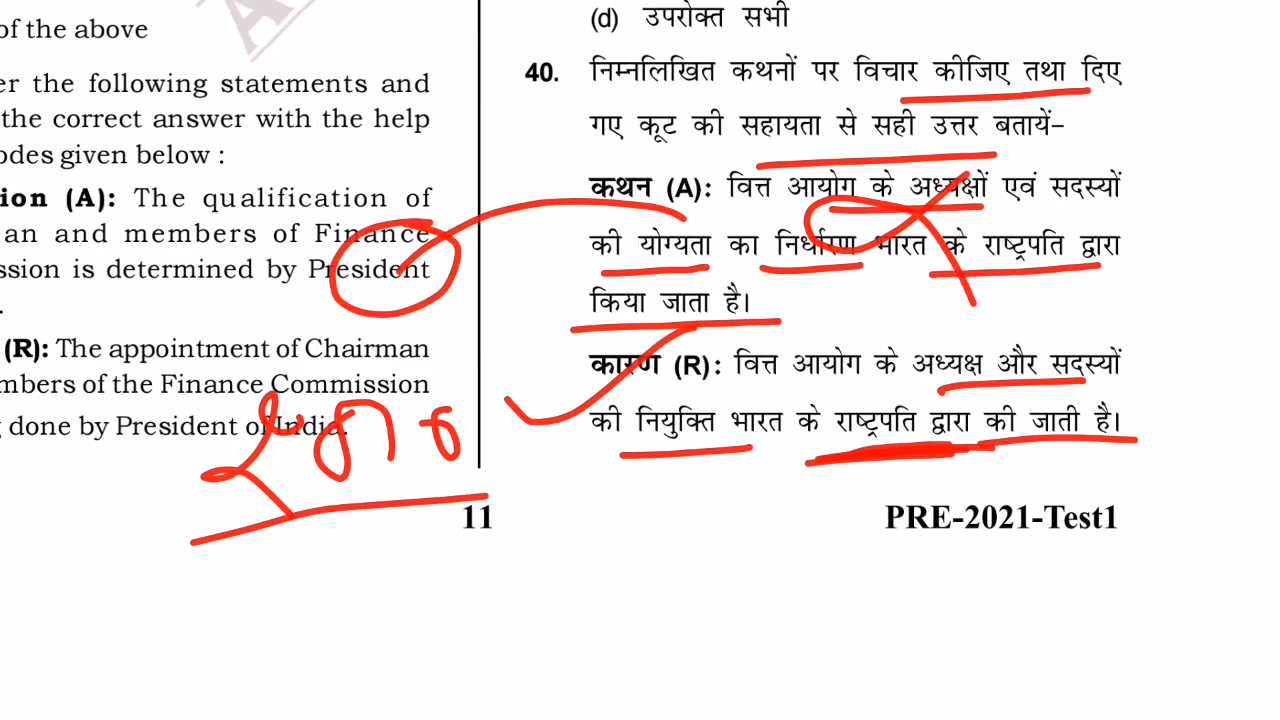 of the above
er the following statements and
the correct answer with the help
odes given below :
ion (A): The qualification of
an and members of Finance
ssion is determined by President
.
(R): The appointment of Chairman
mbers of the Finance Commission
done by President of India.
(d) उपरोक्त सभी
40. निम्नलिखित कथनों पर विचार कीजिए तथा दिए
गए कूट की सहायता से सही उत्तर बतायें–
कथन (A): वित्त आयोग के अध्यक्षों एवं सदस्यों
की योग्यता का निर्धारण भारत के राष्ट्रपति द्वारा
किया जाता है।
कारण (R): वित्त आयोग के अध्यक्ष और सदस्यों
की नियुक्ति भारत के राष्ट्रपति द्वारा की जाती है।
11
PRE-2021-Test1